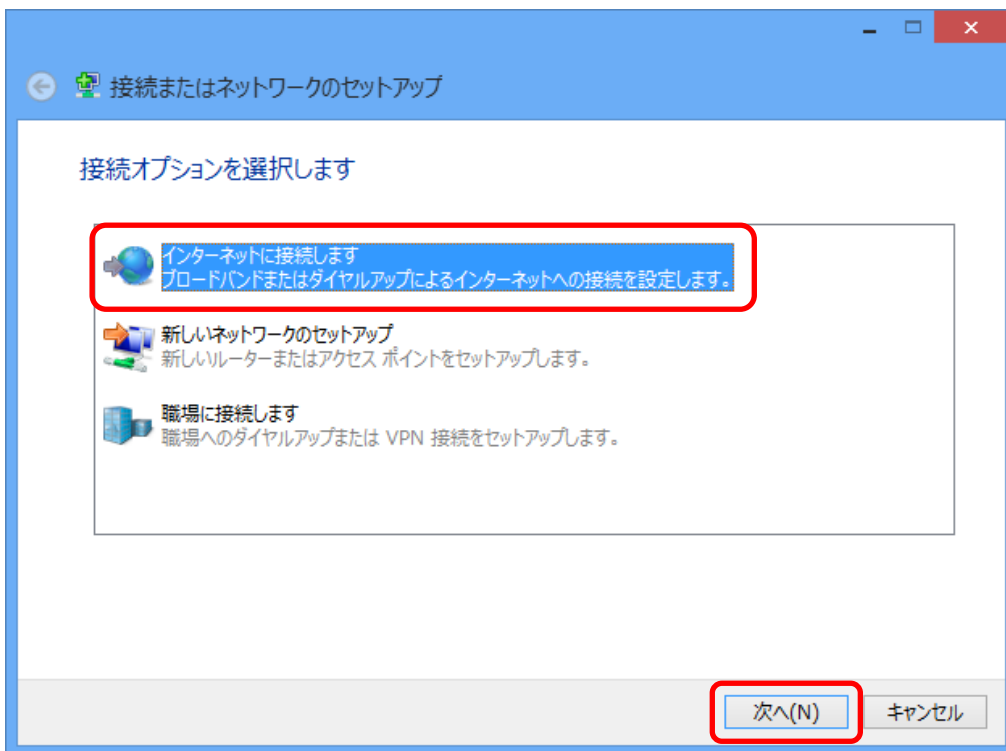 接続またはネットワークのセットアップ
接続オプションを選択します
インターネットに接続します
ブロードバンドまたはダイヤルアップによるインターネットへの接続を設定します。
新しいネットワークのセットアップ
新しいルーターまたはアクセス ポイントをセットアップします。
職場に接続します
職場へのダイヤルアップまたは VPN 接続をセットアップします。
次へ(N)
キャンセル